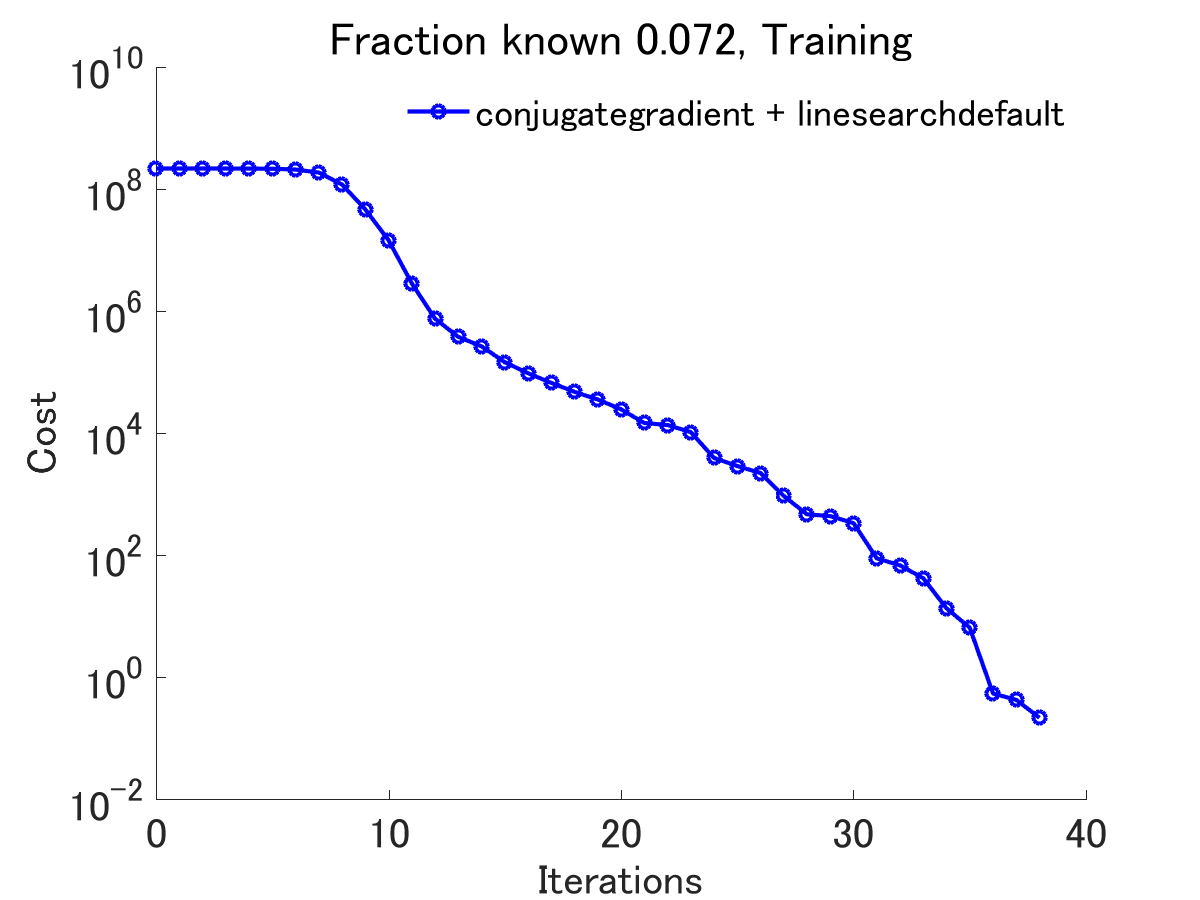 Fraction known 0.072, Training
conjugategradient + linesearchdefault
10^10
10^8
10^6
10^4
10^2
10^0
10^-2
Cost
0 10 20 30 40
Iterations